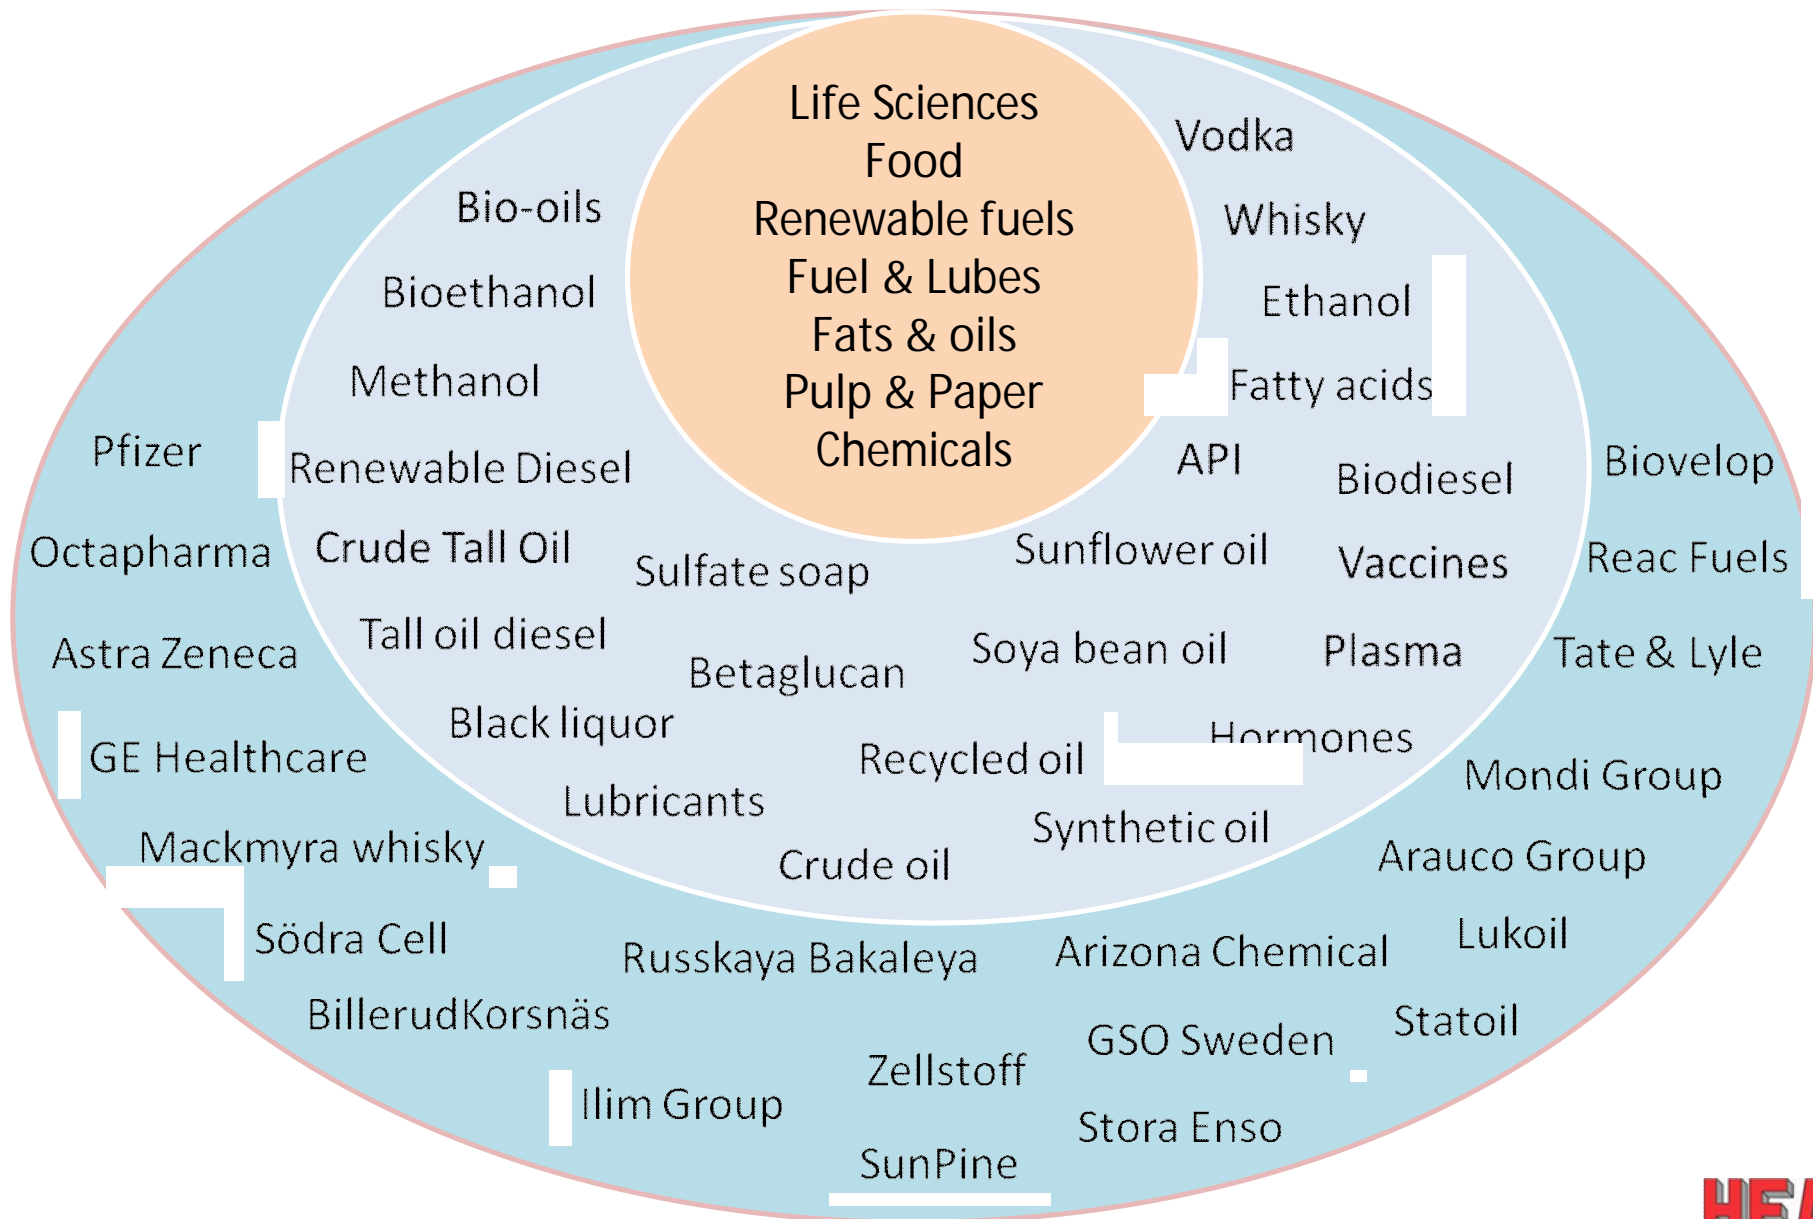 Life Sciences
Food
Renewable fuels
Fuel & Lubes
Fats & oils
Pulp & Paper
Chemicals
Bio-oils
Bioethanol
Methanol
Renewable Diesel
Crude Tall Oil
Tall oil diesel
Black liquor
Lubricants
Sulfate soap
Betaglucan
Recycled oil
Crude oil
Vodka
Whisky
Ethanol
Fatty acids
API
Biodiesel
Sunflower oil
Vaccines
Soya bean oil
Plasma
Hormones
Synthetic oil
Pfizer
Octapharma
Astra Zeneca
GE Healthcare
Mackmyra whisky
Södra Cell
BillerudKorsnäs
Ilim Group
Russkaya Bakaleya
Zellstoff
SunPine
Biovelop
Reac Fuels
Tate & Lyle
Mondi Group
Arauco Group
Lukoil
Arizona Chemical
Statoil
GSO Sweden
Stora Enso